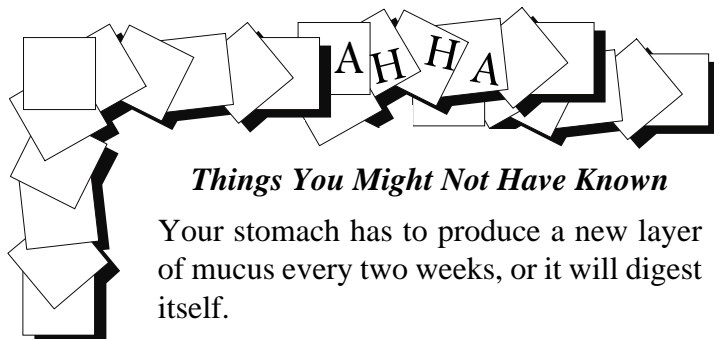 A H H A
Things You Might Not Have Known
Your stomach has to produce a new layer
of mucus every two weeks, or it will digest
itself.